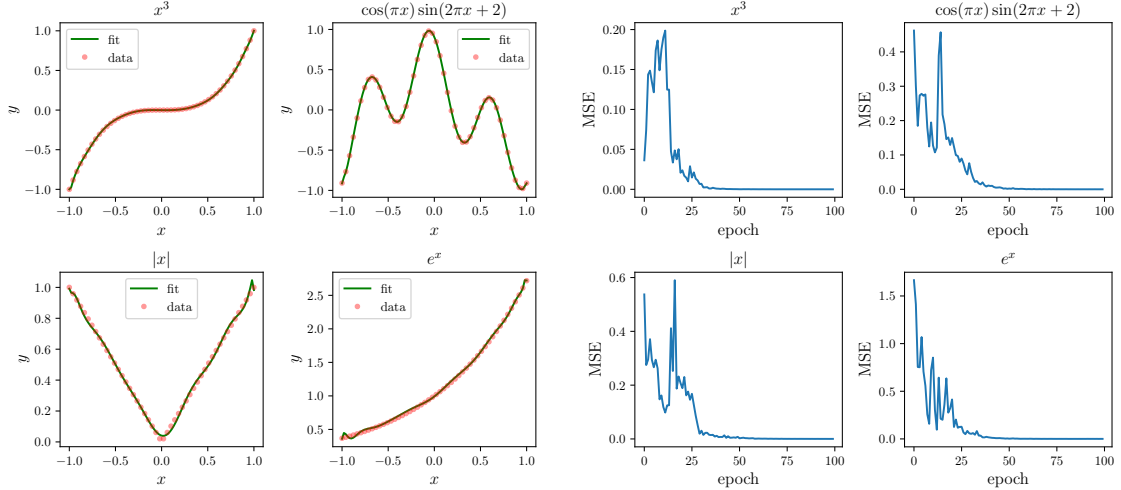 x³
cos(πx) sin(2πx + 2)
x³
cos(πx) sin(2πx + 2)
1.0
0.5
0.0
−0.5
−1.0
y
fit
data
−1.0 −0.5 0.0 0.5 1.0
x
1.0
0.5
0.0
−0.5
−1.0
y
fit
data
−1.0 −0.5 0.0 0.5 1.0
x
0.20
0.15
0.10
0.05
0.00
MSE
0 25 50 75 100
epoch
0.4
0.3
0.2
0.1
0.0
MSE
0 25 50 75 100
epoch
|x|
eˣ
|x|
eˣ
1.0
0.8
0.6
0.4
0.2
0.0
y
fit
data
−1.0 −0.5 0.0 0.5 1.0
x
2.5
2.0
1.5
1.0
0.5
y
fit
data
−1.0 −0.5 0.0 0.5 1.0
x
0.6
0.4
0.2
0.0
MSE
0 25 50 75 100
epoch
1.5
1.0
0.5
0.0
MSE
0 25 50 75 100
epoch